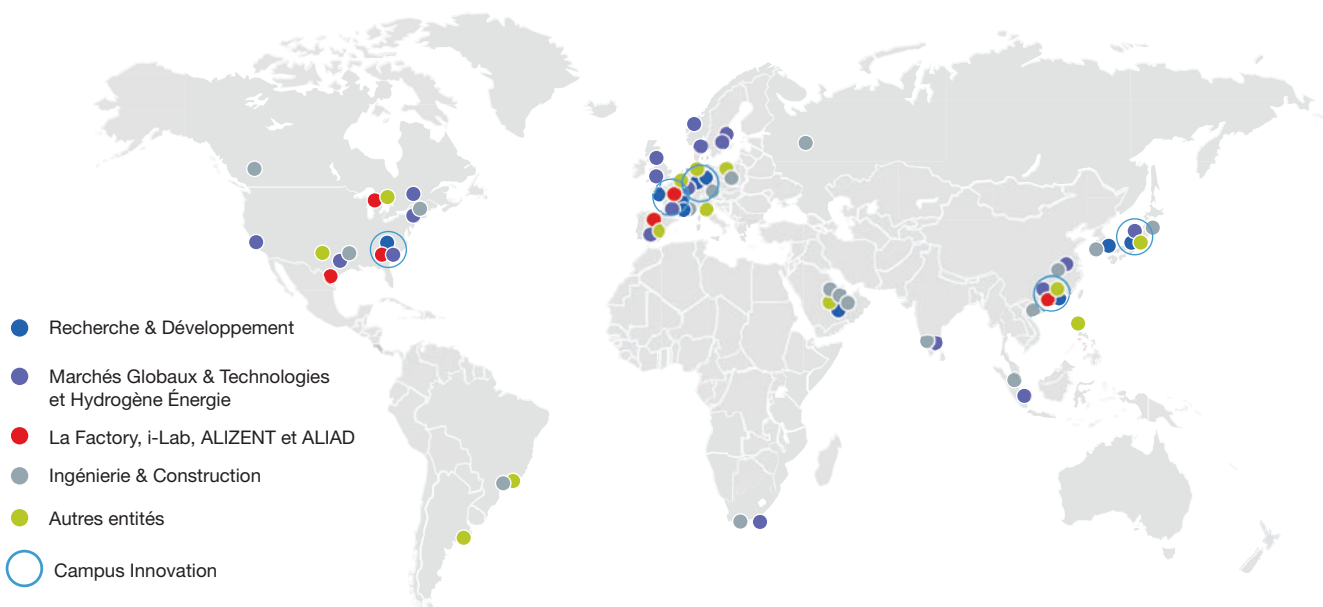 Recherche & Développement
Marchés Globaux & Technologies
et Hydrogène Énergie
La Factory, i-Lab, ALIZENT et ALIAD
Ingénierie & Construction
Autres entités
Campus Innovation